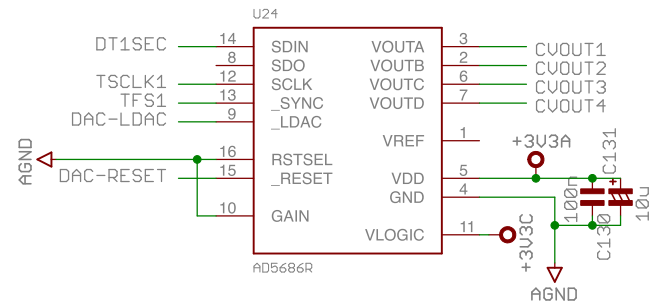 U24
DT1SEC 14 SDIN VOUTA 3 CVOUT1
8 SDO VOUTB 2 CVOUT2
TSCLK1 12 SCLK VOUTC 6 CVOUT3
TFS1 13 _SYNC VOUTD 7 CVOUT4
DAC-LDAC 9 _LDAC
VREF 1
+3V3A
C131
AGND
16 RSTSEL
DAC-RESET 15 _RESET VDD 5
GND 4
100n
10u
C130
10 GAIN
VLOGIC 11
+3V3C
AD5686R
AGND